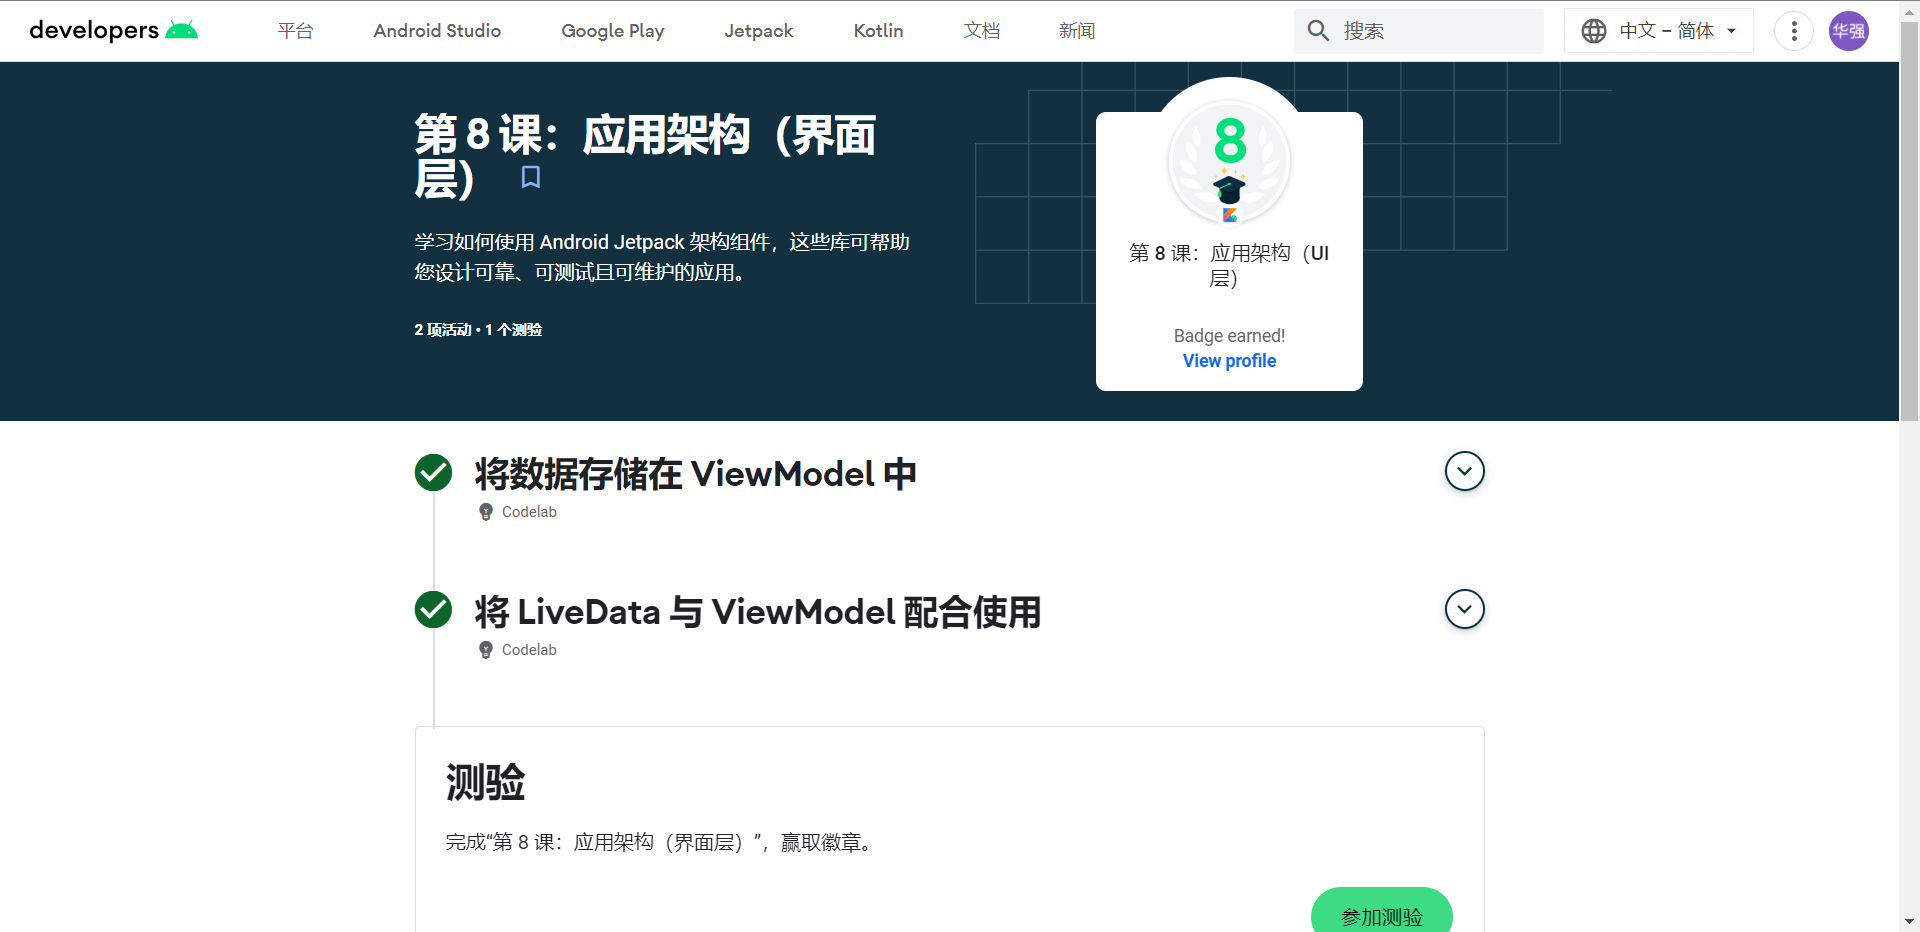 developers
平台
Android Studio
Google Play
Jetpack
Kotlin
文档
新闻
搜索
中文 – 简体
华强
第 8 课：应用架构（界面
层）
学习如何使用 Android Jetpack 架构组件，这些库可帮助
您设计可靠、可测试且可维护的应用。
2 项活动 • 1 个测验
8
第 8 课：应用架构（UI
层）
Badge earned!
View profile
将数据存储在 ViewModel 中
Codelab
将 LiveData 与 ViewModel 配合使用
Codelab
测验
完成“第 8 课：应用架构（界面层）”，赢取徽章。
参加测验